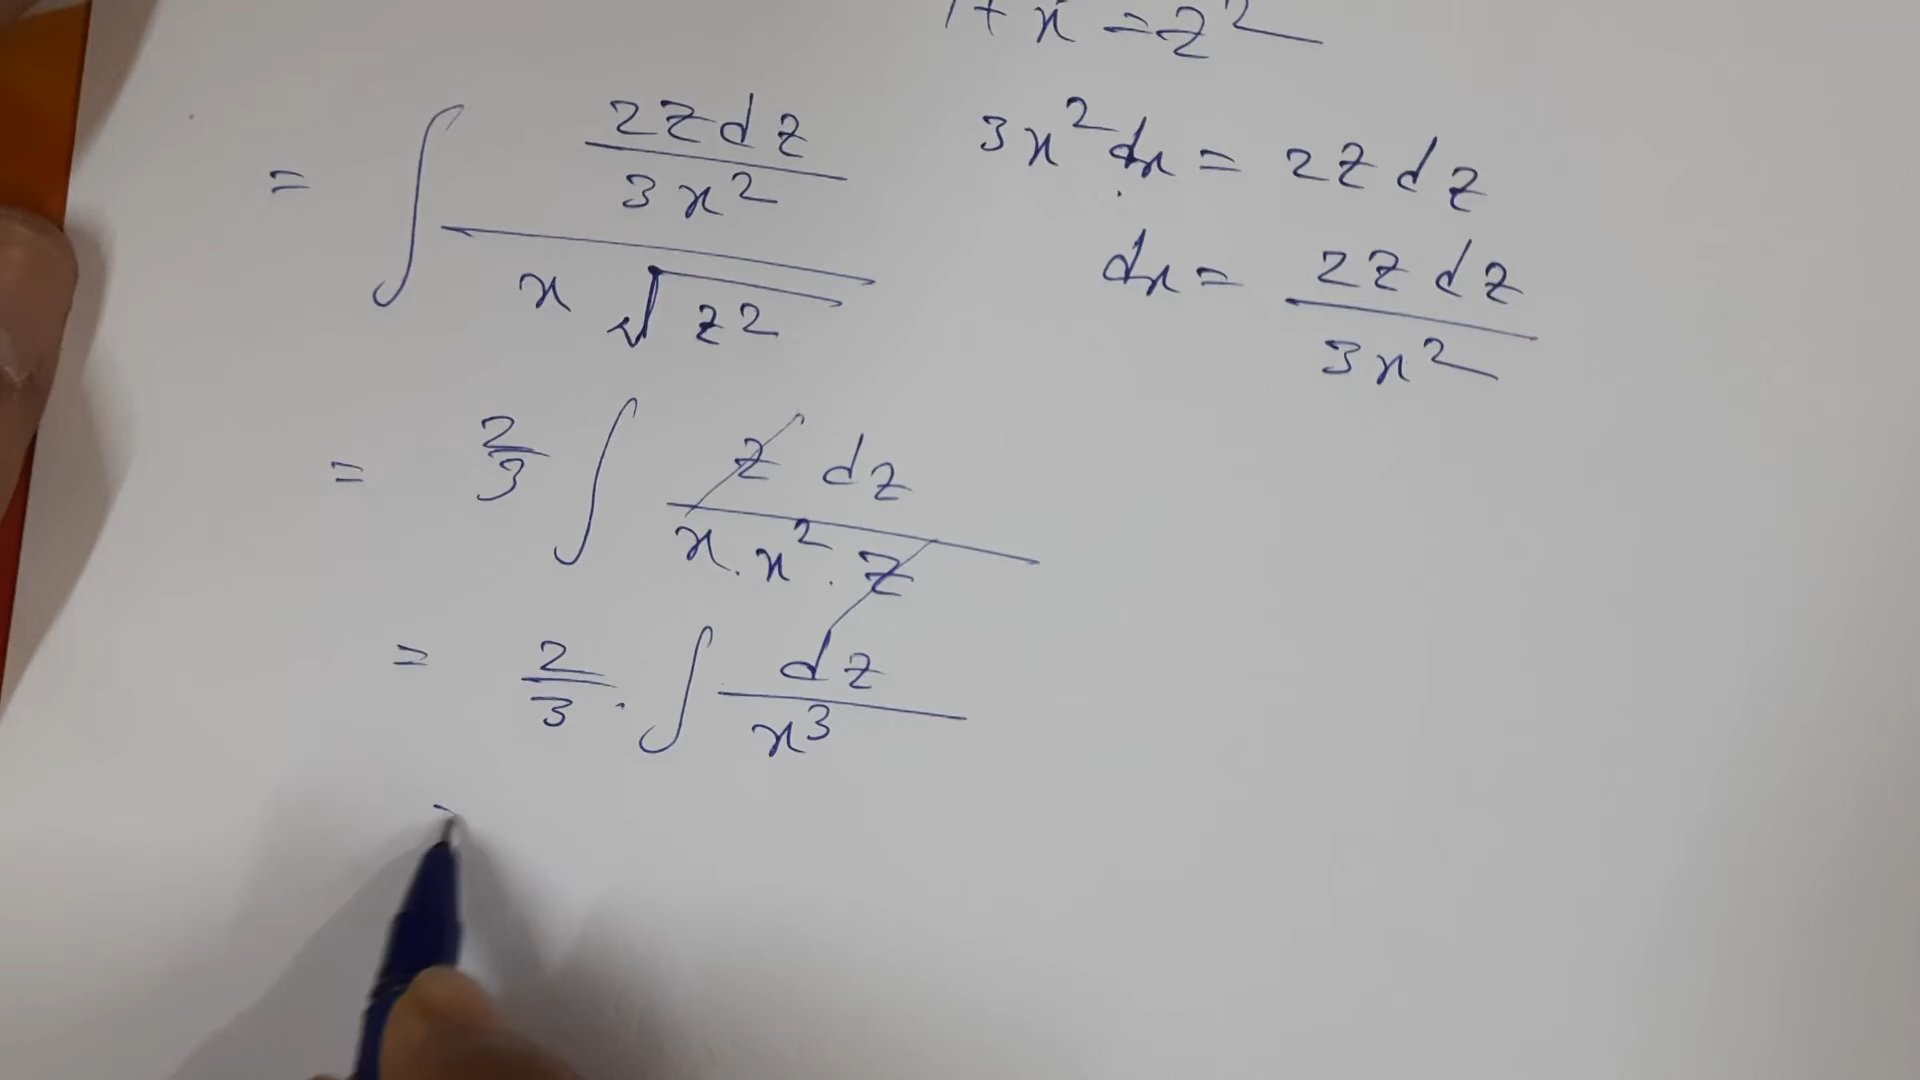 1 + x = z²
= ∫ (2z dz / 3x²) / (x √z²)
3x² dx = 2z dz
dx = 2z dz / 3x²
= 2/3 ∫ z dz / x . x² . z
= 2/3 . ∫ dz / x³
=